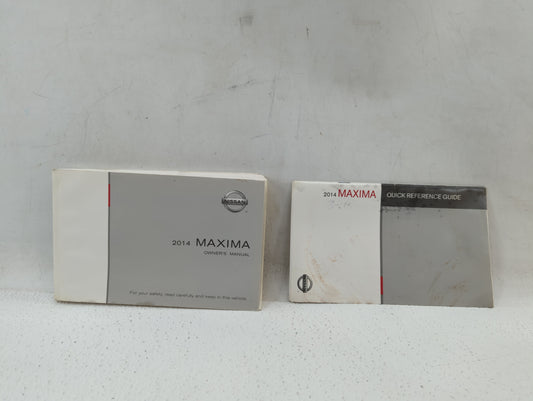 NISSAN
2014 MAXIMA
OWNER'S MANUAL
For your safety, read carefully and keep in this vehicle.
2014 MAXIMA
QUICK REFERENCE GUIDE